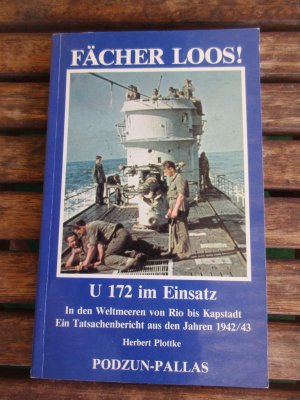 FÄCHER LOOS!
U 172 im Einsatz
In den Weltmeeren von Rio bis Kapstadt
Ein Tatsachenbericht aus den Jahren 1942/43
Herbert Plottke
PODZUN-PALLAS